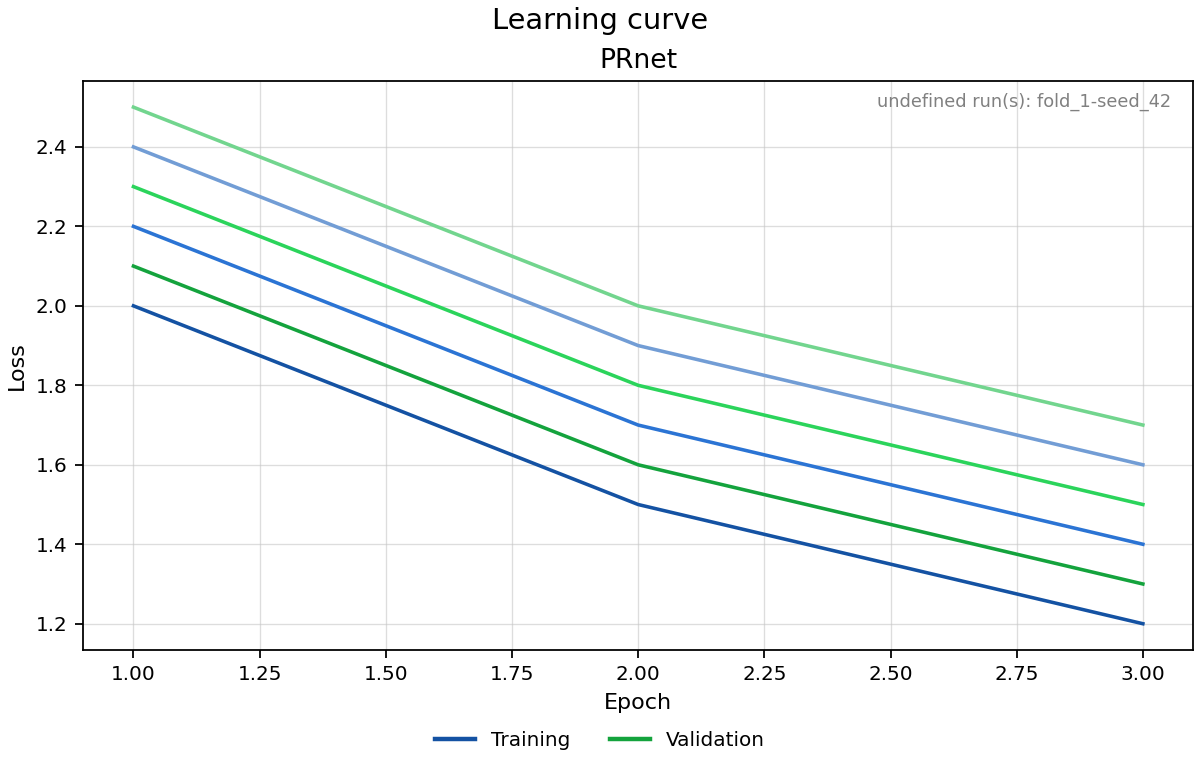 Learning curve
PRnet
undefined run(s): fold_1-seed_42
2.4
2.2
2.0
1.8
1.6
1.4
1.2
Loss
1.00 1.25 1.50 1.75 2.00 2.25 2.50 2.75 3.00
Epoch
Training Validation